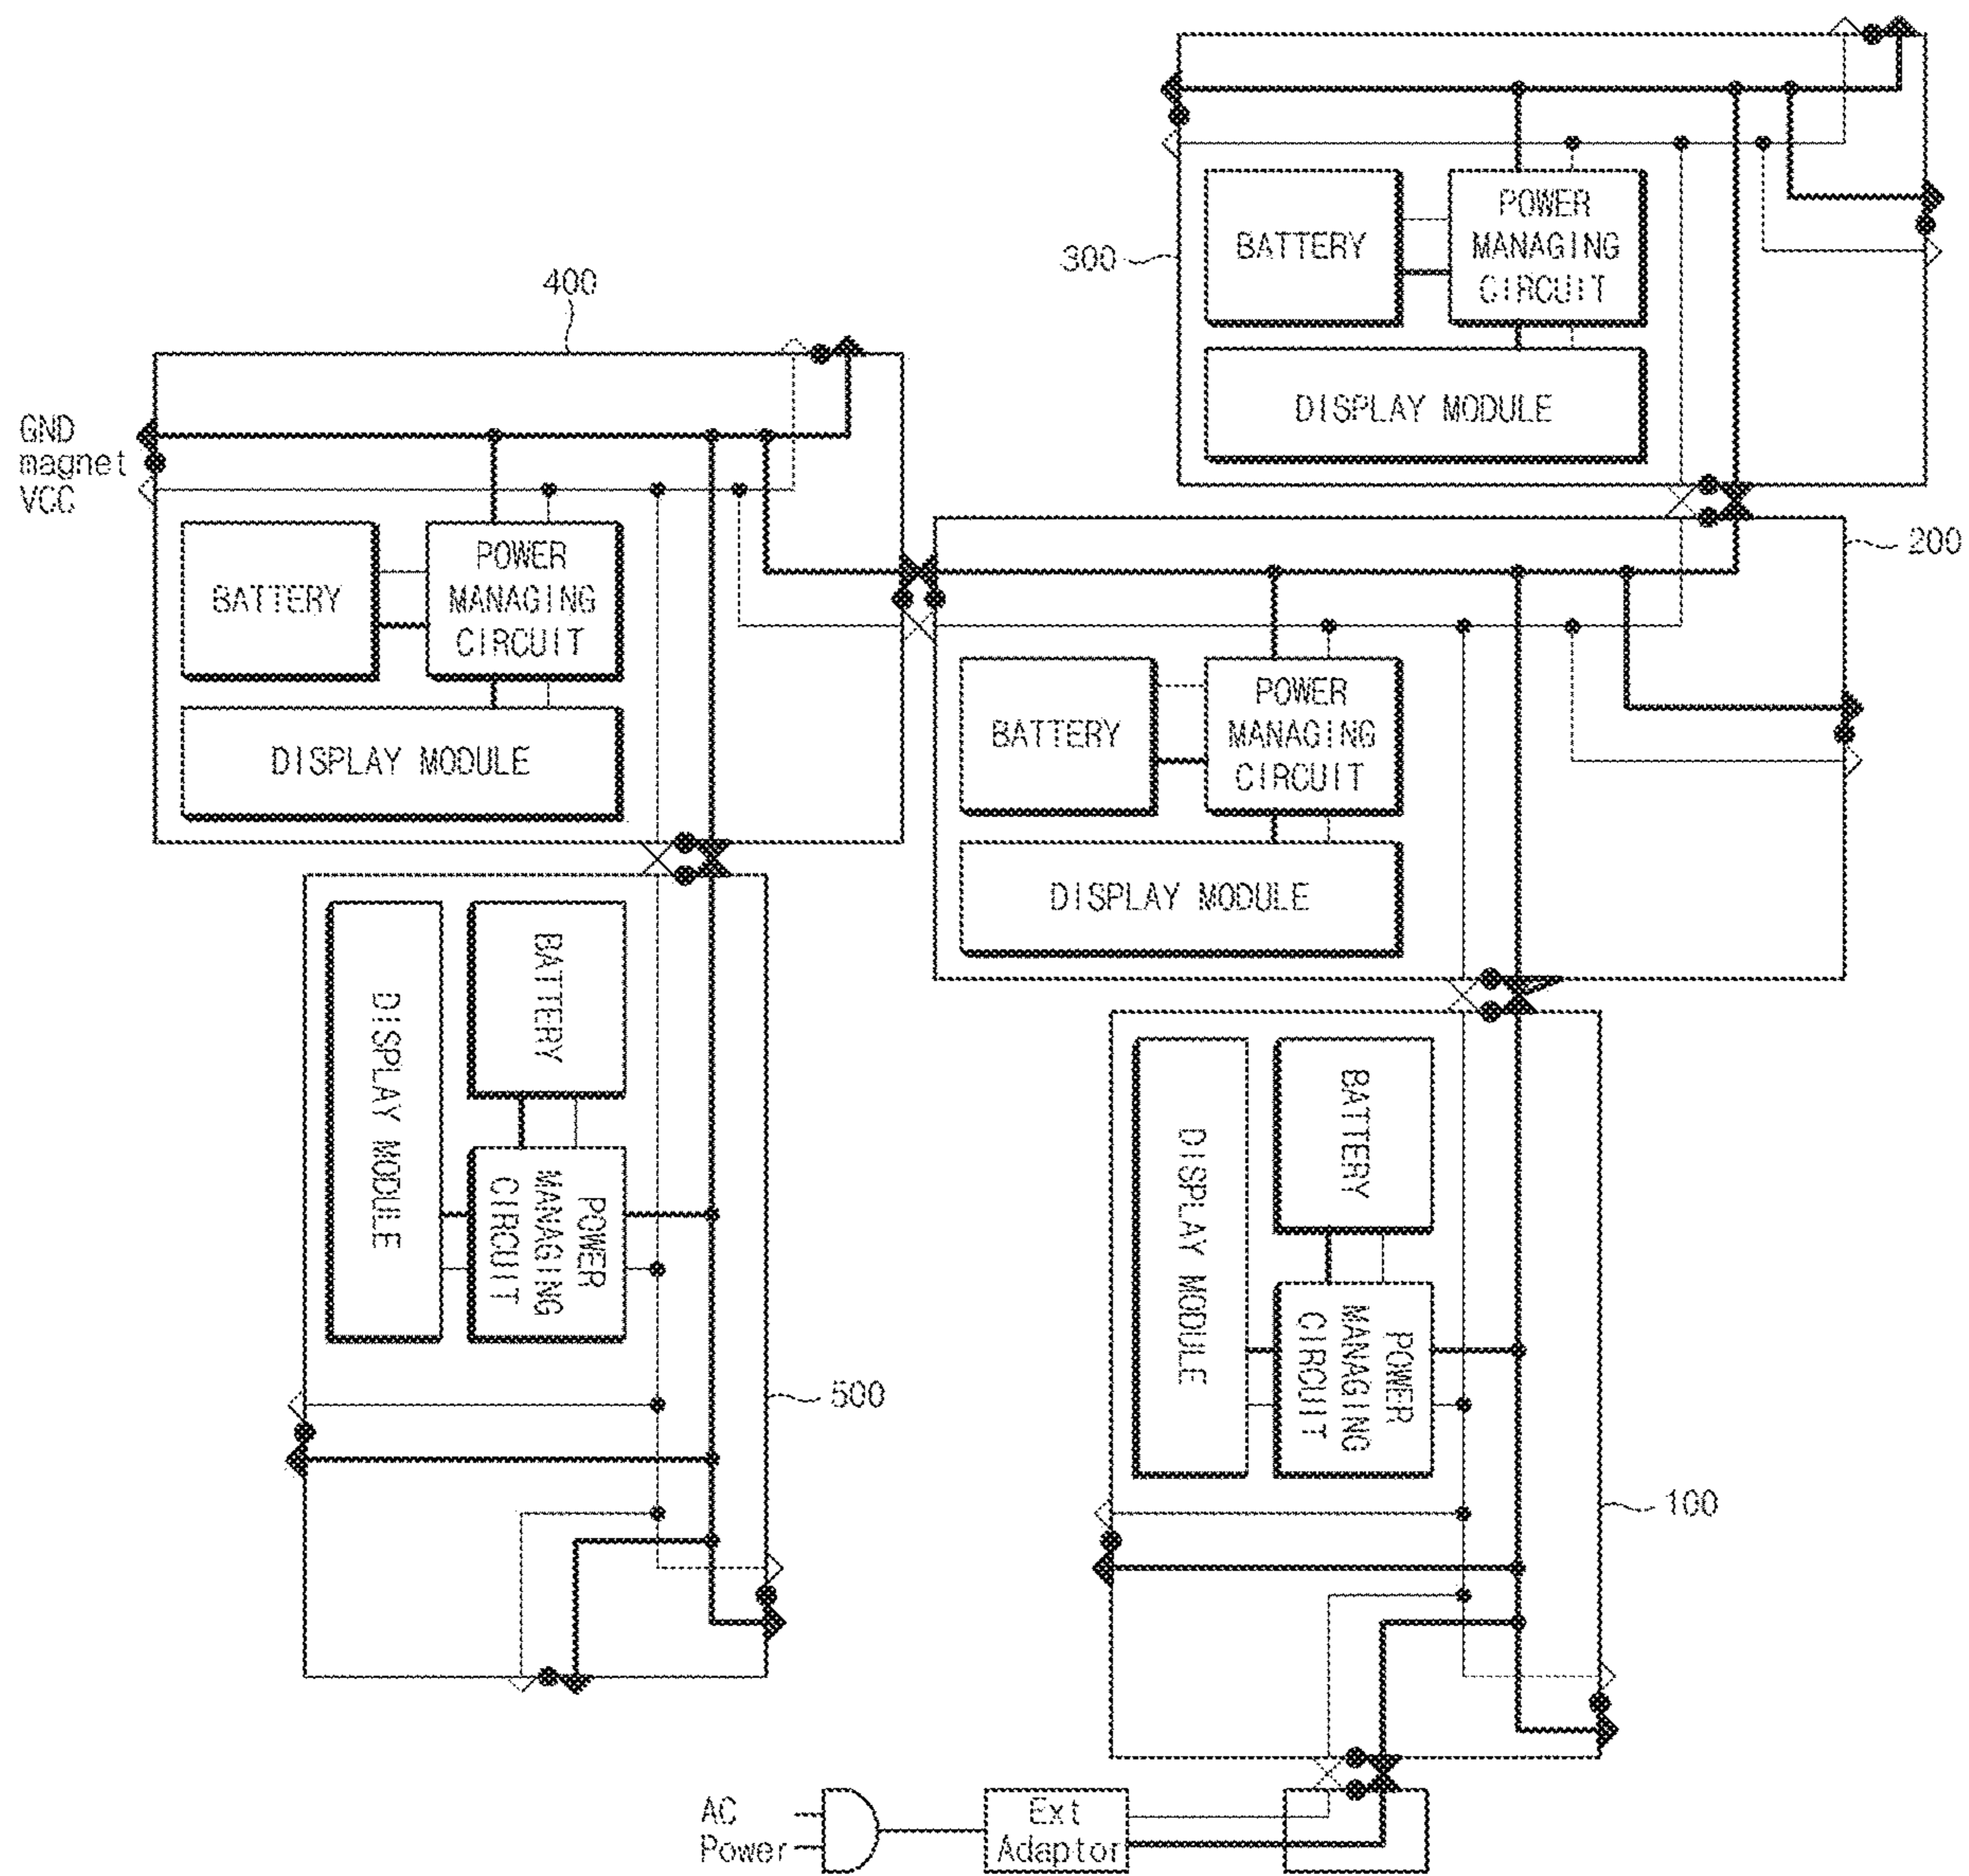 300
BATTERY
POWER
MANAGING
CIRCUIT
DISPLAY MODULE
400
GND
magnet
VCC
BATTERY
POWER
MANAGING
CIRCUIT
DISPLAY MODULE
200
BATTERY
POWER
MANAGING
CIRCUIT
DISPLAY MODULE
DISPLAY MODULE
BATTERY
POWER
MANAGING
CIRCUIT
500
DISPLAY MODULE
BATTERY
POWER
MANAGING
CIRCUIT
100
AC
Power
Ext
Adaptor